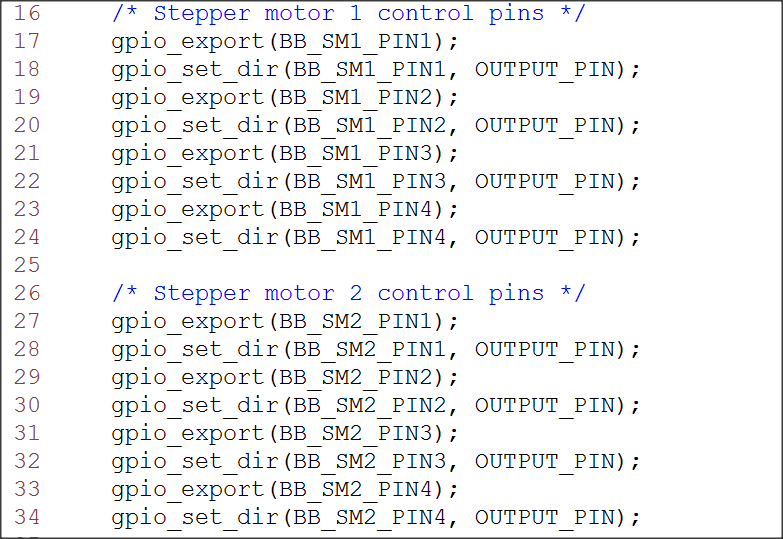 16 /* Stepper motor 1 control pins */
17 gpio_export(BB_SM1_PIN1);
18 gpio_set_dir(BB_SM1_PIN1, OUTPUT_PIN);
19 gpio_export(BB_SM1_PIN2);
20 gpio_set_dir(BB_SM1_PIN2, OUTPUT_PIN);
21 gpio_export(BB_SM1_PIN3);
22 gpio_set_dir(BB_SM1_PIN3, OUTPUT_PIN);
23 gpio_export(BB_SM1_PIN4);
24 gpio_set_dir(BB_SM1_PIN4, OUTPUT_PIN);
25
26 /* Stepper motor 2 control pins */
27 gpio_export(BB_SM2_PIN1);
28 gpio_set_dir(BB_SM2_PIN1, OUTPUT_PIN);
29 gpio_export(BB_SM2_PIN2);
30 gpio_set_dir(BB_SM2_PIN2, OUTPUT_PIN);
31 gpio_export(BB_SM2_PIN3);
32 gpio_set_dir(BB_SM2_PIN3, OUTPUT_PIN);
33 gpio_export(BB_SM2_PIN4);
34 gpio_set_dir(BB_SM2_PIN4, OUTPUT_PIN);